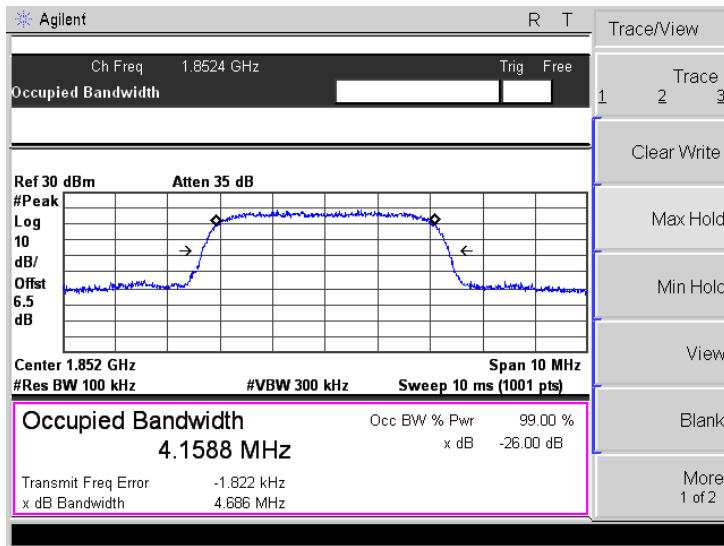 Agilent
R T
Trace/View
Ch Freq 1.8524 GHz Trig Free
Occupied Bandwidth
Trace
1 2 3
Clear Write
Max Hold
Min Hold
View
Blank
More
1 of 2
Ref 30 dBm Atten 35 dB
#Peak
Log
10
dB/
Offst
6.5
dB
Center 1.852 GHz Span 10 MHz
#Res BW 100 kHz #VBW 300 kHz Sweep 10 ms (1001 pts)
Occupied Bandwidth Occ BW % Pwr 99.00 %
4.1588 MHz x dB -26.00 dB
Transmit Freq Error -1.822 kHz
x dB Bandwidth 4.686 MHz